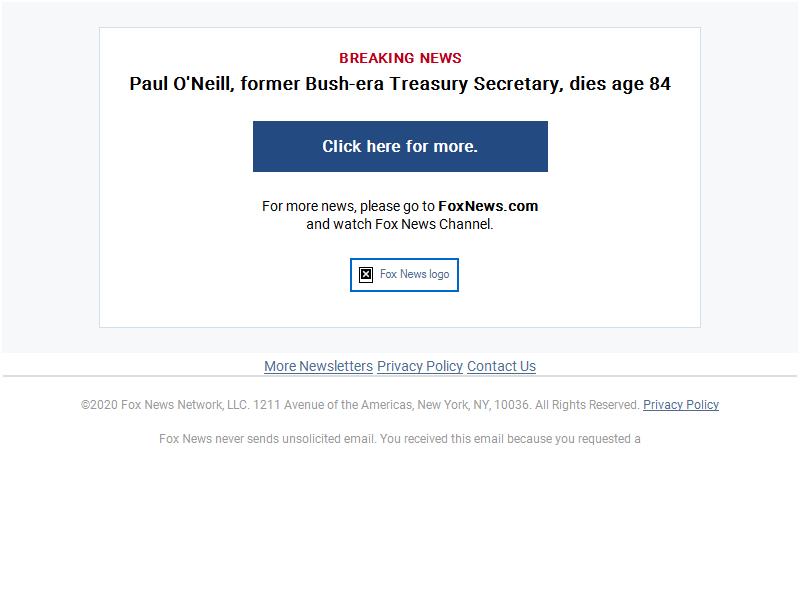 BREAKING NEWS
Paul O'Neill, former Bush-era Treasury Secretary, dies age 84
Click here for more.
For more news, please go to FoxNews.com
and watch Fox News Channel.
Fox News logo
More Newsletters Privacy Policy Contact Us
©2020 Fox News Network, LLC. 1211 Avenue of the Americas, New York, NY, 10036. All Rights Reserved. Privacy Policy
Fox News never sends unsolicited email. You received this email because you requested a